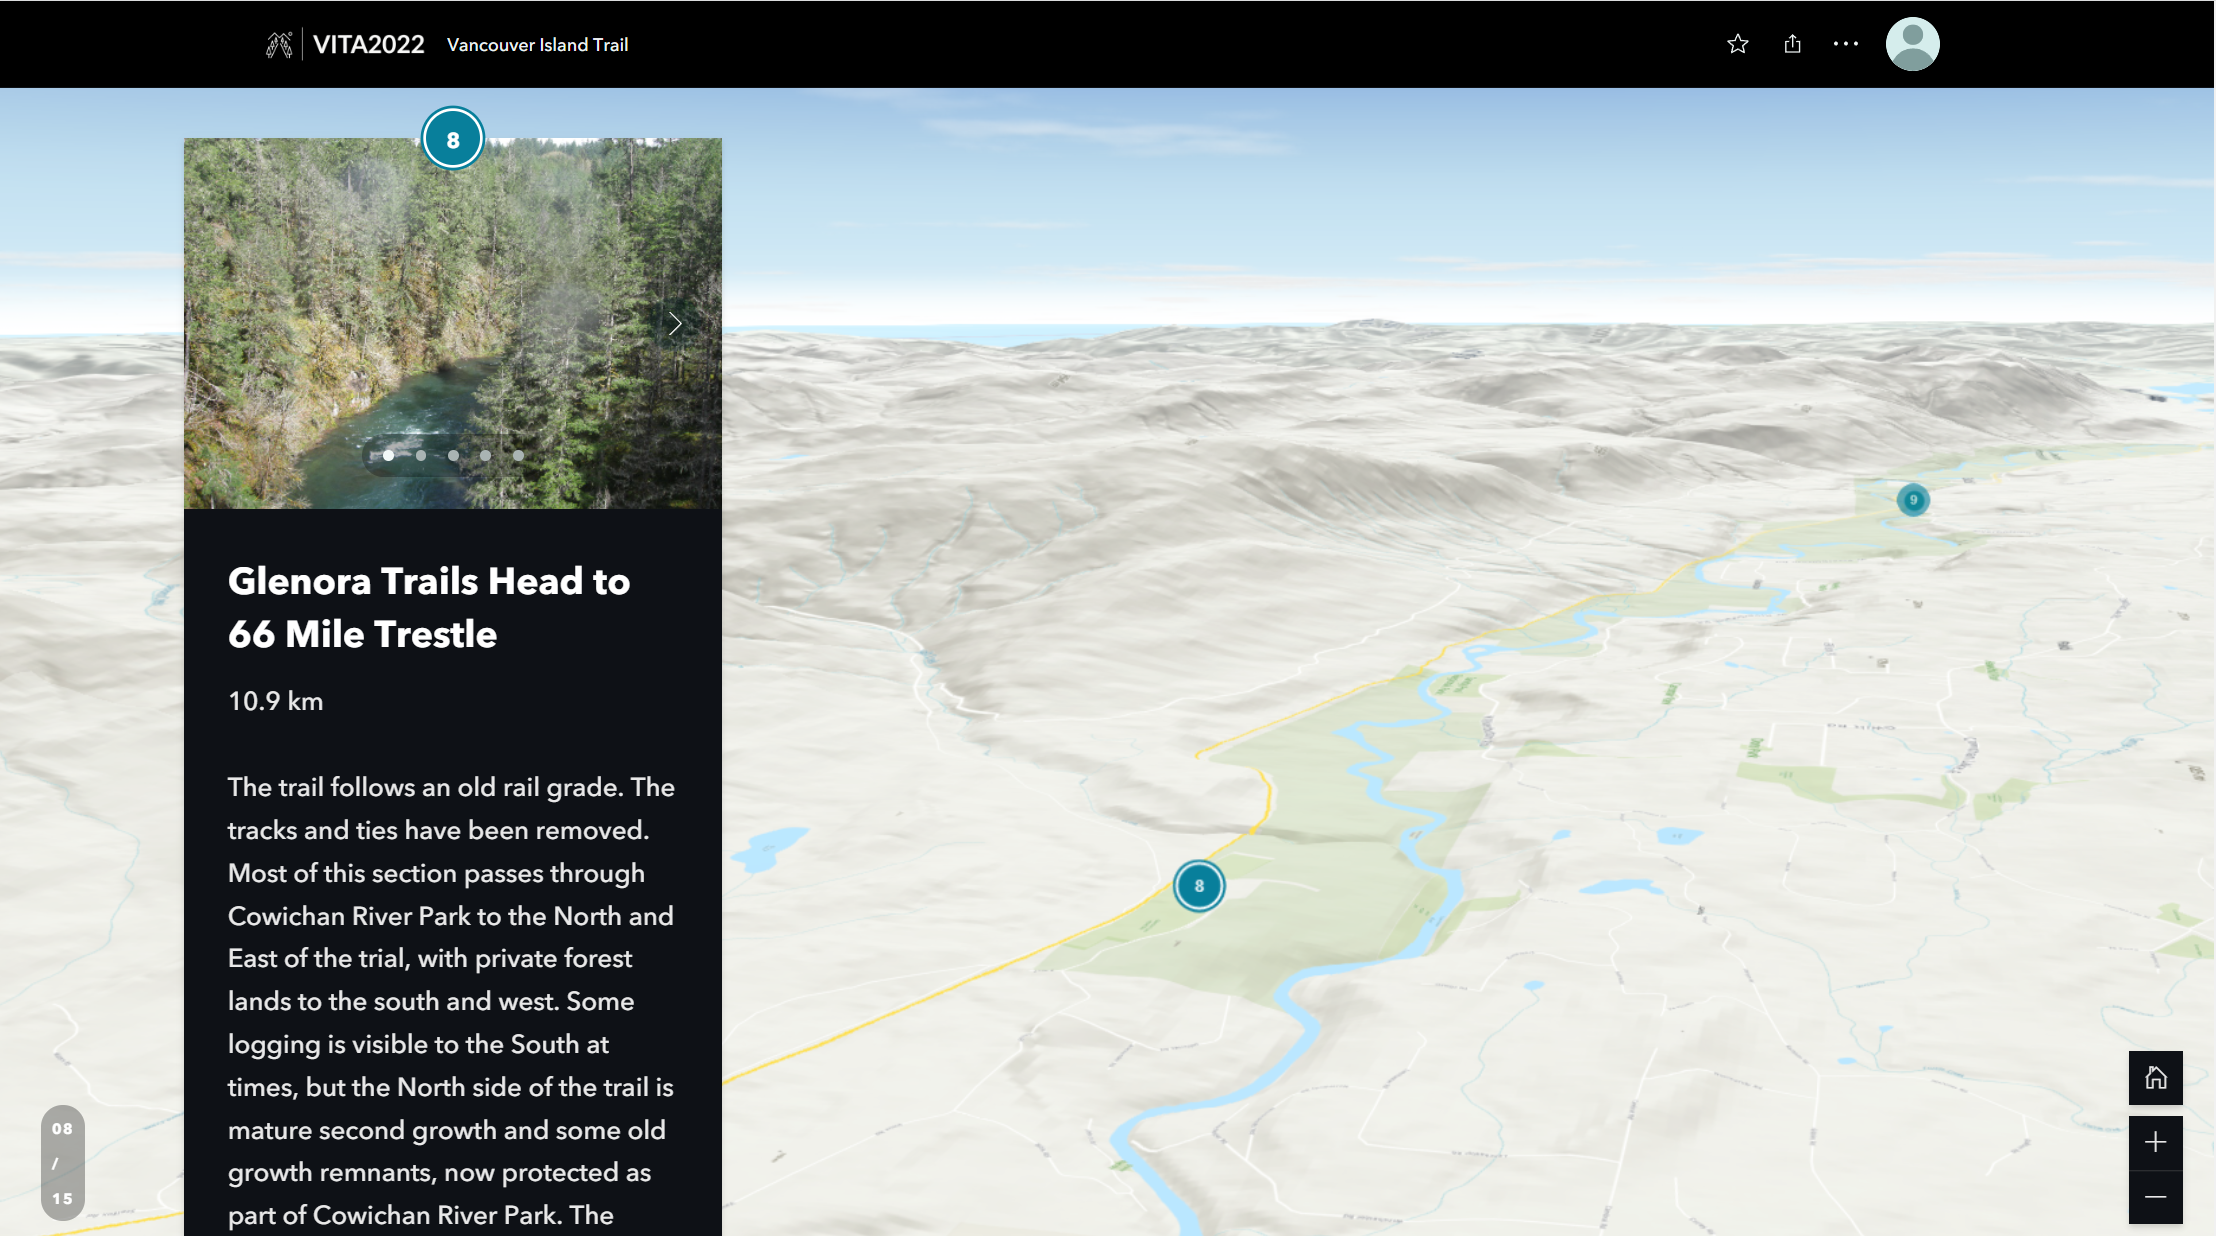 VITA2022 Vancouver Island Trail
8
Glenora Trails Head to
66 Mile Trestle
10.9 km
The trail follows an old rail grade. The
tracks and ties have been removed.
Most of this section passes through
Cowichan River Park to the North and
East of the trial, with private forest
lands to the south and west. Some
logging is visible to the South at
times, but the North side of the trail is
mature second growth and some old
growth remnants, now protected as
part of Cowichan River Park. The
9
8
08
/
15